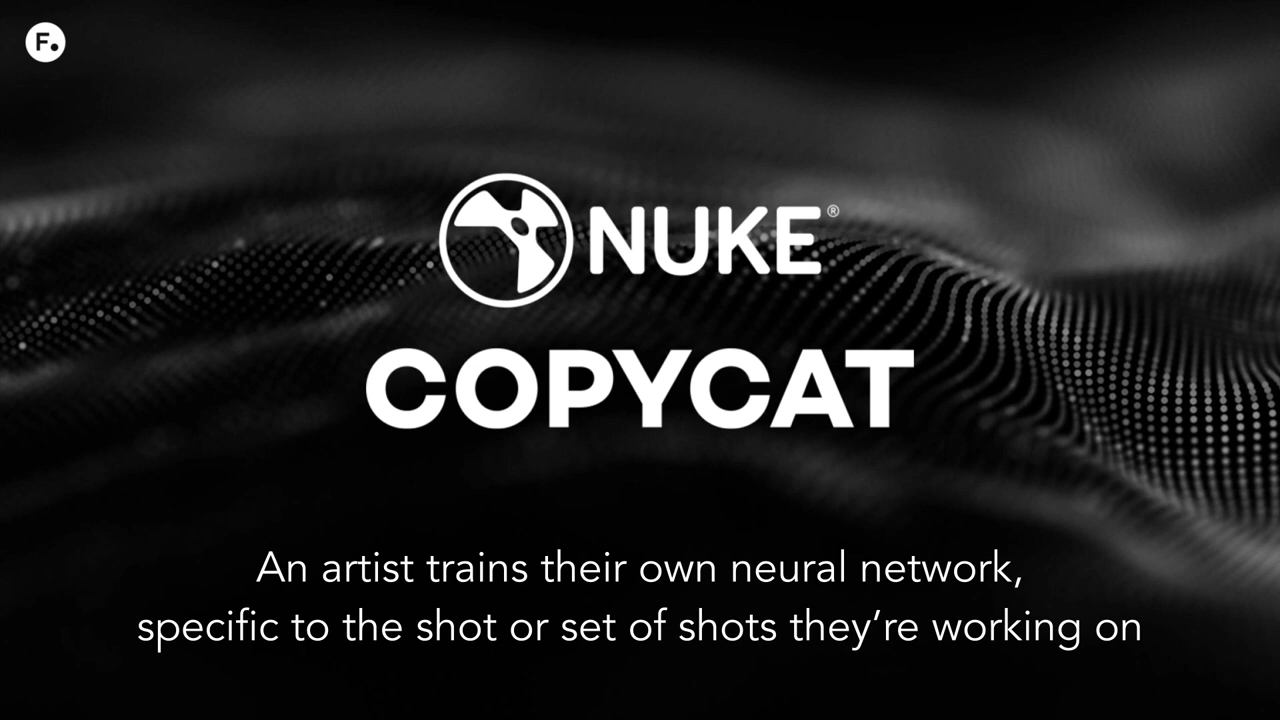 F.
NUKE®
COPYCAT
An artist trains their own neural network,
specific to the shot or set of shots they’re working on